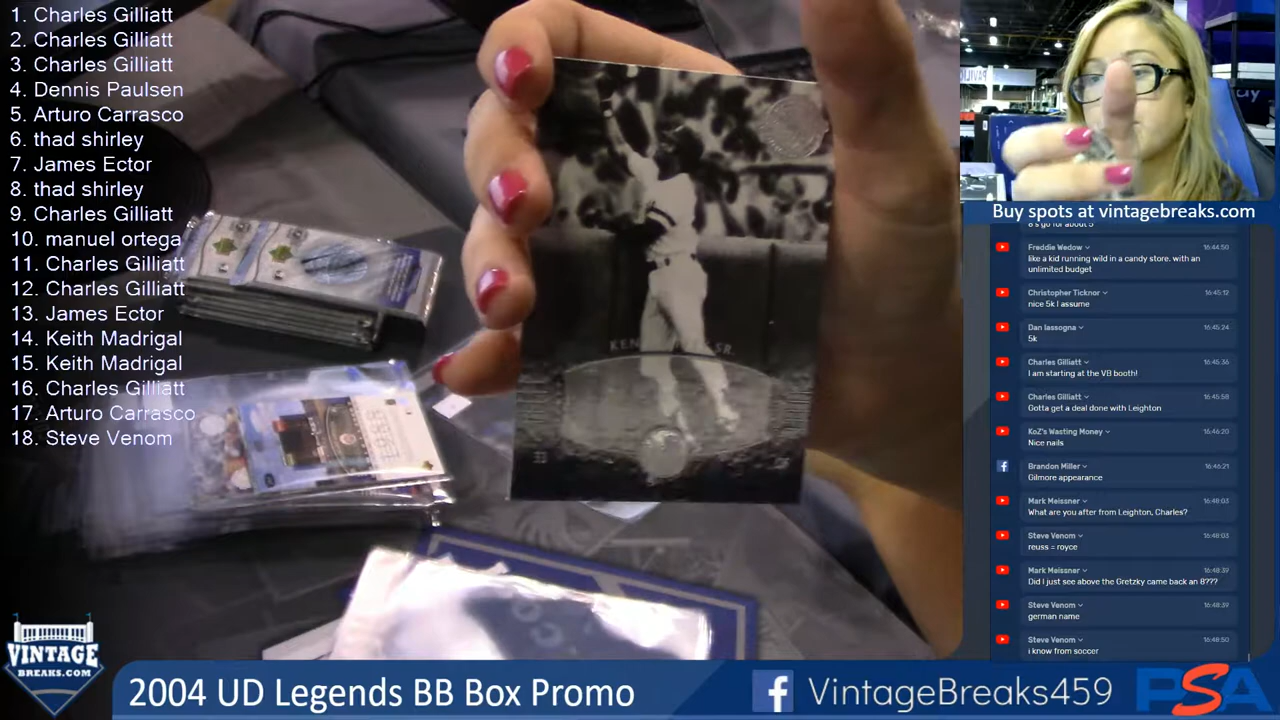 1. Charles Gilliatt
2. Charles Gilliatt
3. Charles Gilliatt
4. Dennis Paulsen
5. Arturo Carrasco
6. thad shirley
7. James Ector
8. thad shirley
9. Charles Gilliatt
10. manuel ortega
11. Charles Gilliatt
12. Charles Gilliatt
13. James Ector
14. Keith Madrigal
15. Keith Madrigal
16. Charles Gilliatt
17. Arturo Carrasco
18. Steve Venom
SR.
Buy spots at vintagebreaks.com
8's go for about 5
Freddie Wedow 16:44:50
like a kid running wild in a candy store. with an
unlimited budget
Christopher Ticknor 16:45:12
nice 5k I assume
Dan Iassogna 16:45:24
5k
Charles Gilliatt 16:45:36
I am starting at the VB booth!
Charles Gilliatt 16:45:58
Gotta get a deal done with Leighton
KoZ's Wasting Money 16:46:20
Nice nails
Brandon Miller 16:46:21
Gilmore appearance
Mark Meissner 16:48:03
What are you after from Leighton, Charles?
Steve Venom 16:48:03
reuss = royce
Mark Meissner 16:48:39
Did I just see above the Gretzky came back an 8???
Steve Venom 16:48:39
german name
Steve Venom 16:48:50
i know from soccer
VINTAGE
BREAKS.COM
2004 UD Legends BB Box Promo
f VintageBreaks459
PSA